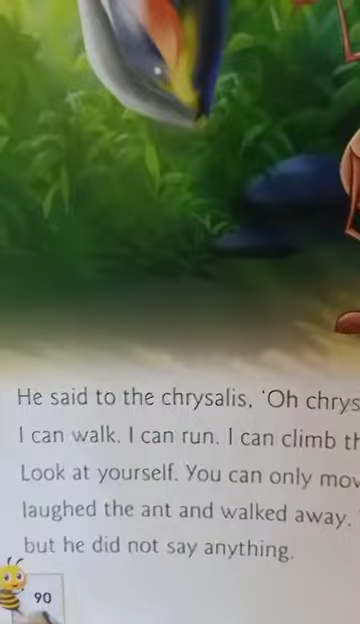 He said to the chrysalis, 'Oh chrys
I can walk. I can run. I can climb th
Look at yourself. You can only mov
laughed the ant and walked away.
but he did not say anything.
90